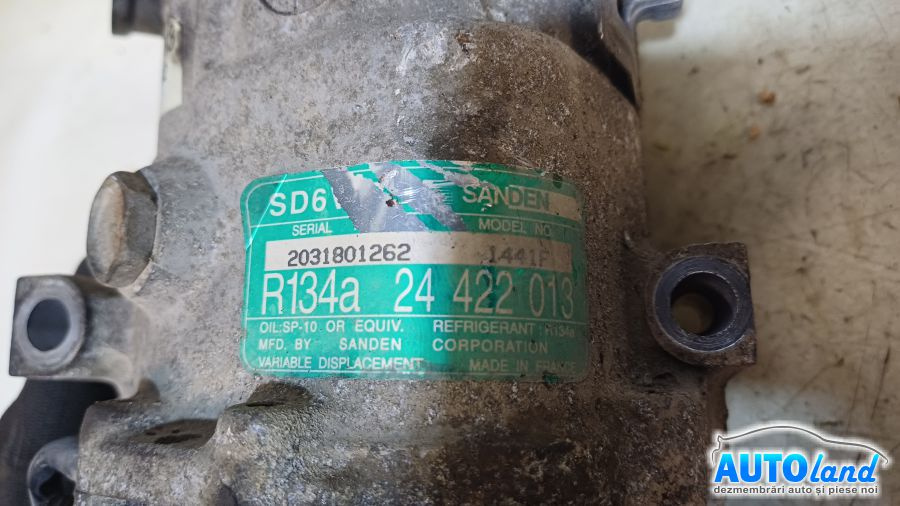 SD6V SANDEN
SERIAL MODEL NO.
2031801262 1441F
R134a 24 422 013
OIL:SP-10 OR EQUIV. REFRIGERANT:R134a
MFD. BY SANDEN CORPORATION
VARIABLE DISPLACEMENT MADE IN FRANCE
AUTOland
dezmembrări auto și piese noi